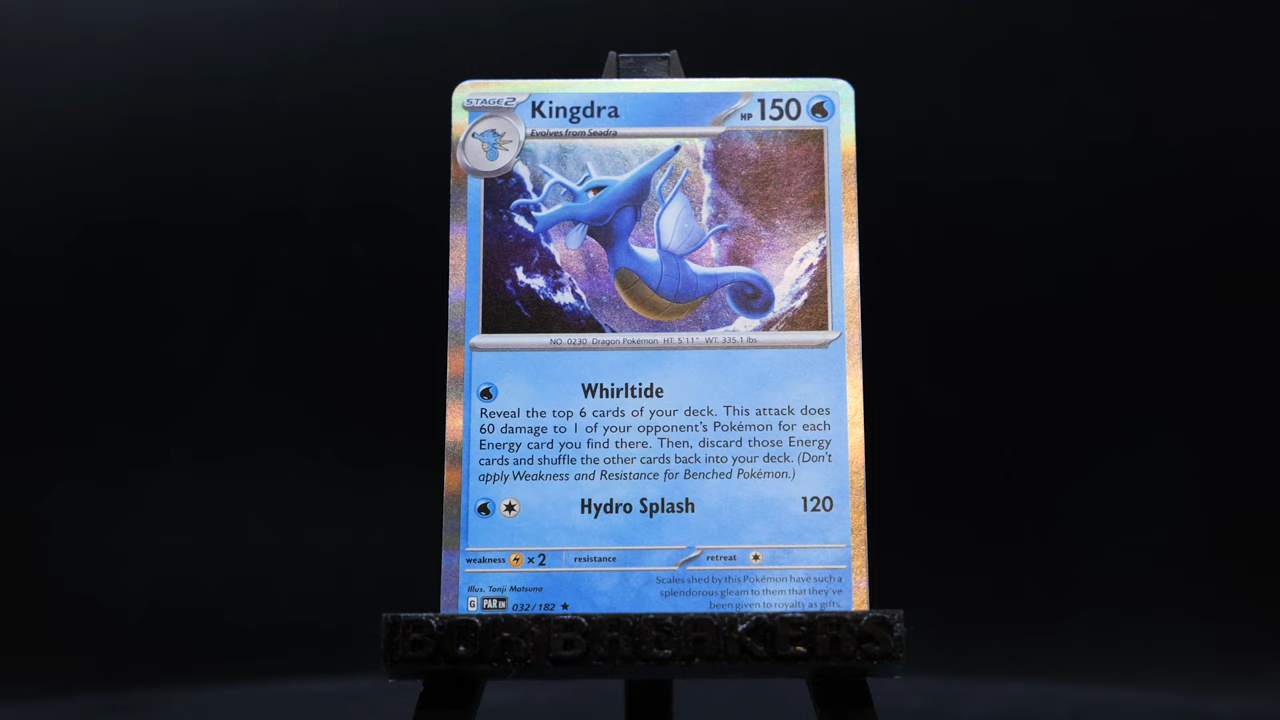 STAGE2 Kingdra HP 150
Evolves from Seadra
NO. 0230 Dragon Pokémon HT: 5'11" WT: 335.1 lbs
Whirltide
Reveal the top 6 cards of your deck. This attack does
60 damage to 1 of your opponent's Pokémon for each
Energy card you find there. Then, discard those Energy
cards and shuffle the other cards back into your deck. (Don't
apply Weakness and Resistance for Benched Pokémon.)
Hydro Splash 120
weakness ×2 resistance retreat
Illus. Tonji Matsuno
Scales shed by this Pokémon have such a
splendorous gleam to them that they've
been given to royalty as gifts.
G PAR EN 032/182
BOXBREAKERS